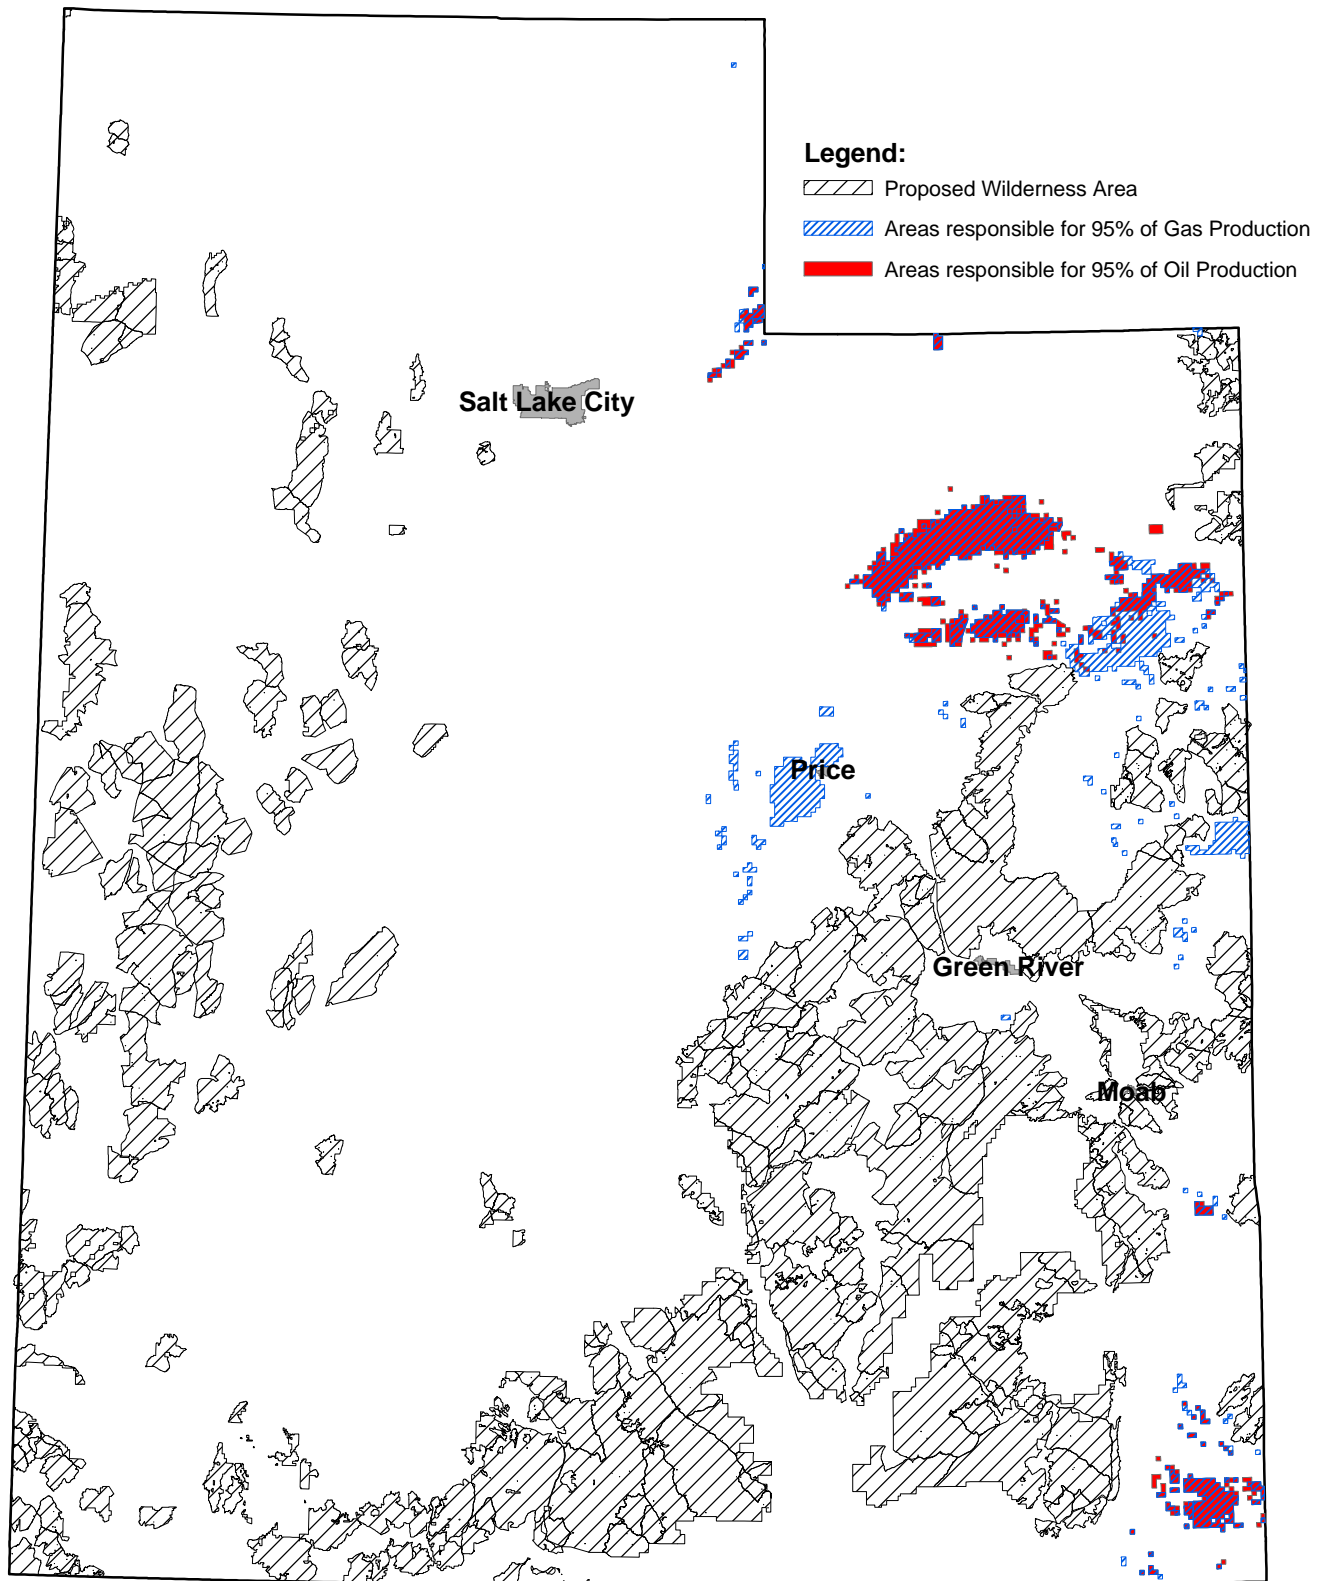 Legend:
Proposed Wilderness Area
Areas responsible for 95% of Gas Production
Areas responsible for 95% of Oil Production
Salt Lake City
Price
Green River
Moab